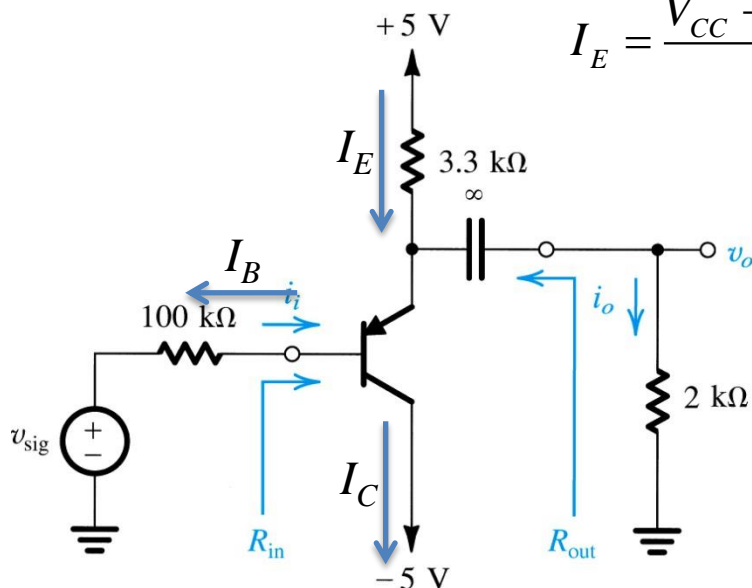 +5 V
I_E = V_CC -
I_E
3.3 kΩ
∞
I_B
i_i
v_o
i_o
100 kΩ
2 kΩ
+
v_sig
−
I_C
R_in
R_out
−5 V